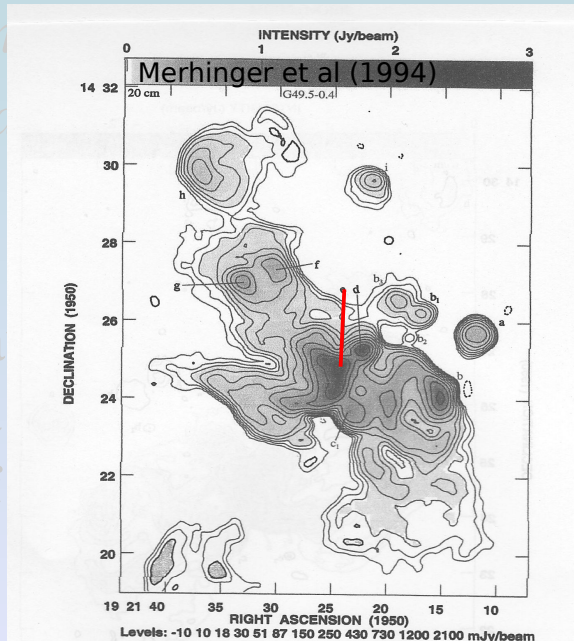 INTENSITY (Jy/beam)
0 1 2 3
Merhinger et al (1994)
14 32
20 cm G49.5-0.4
30
h
i
28
f
g
b3
d
b1
26
a
b2
DECLINATION (1950)
b
24
c1
22
20
19 21 40 35 30 25 20 15 10
RIGHT ASCENSION (1950)
Levels: -10 10 18 30 51 87 150 250 430 730 1200 2100 mJy/beam